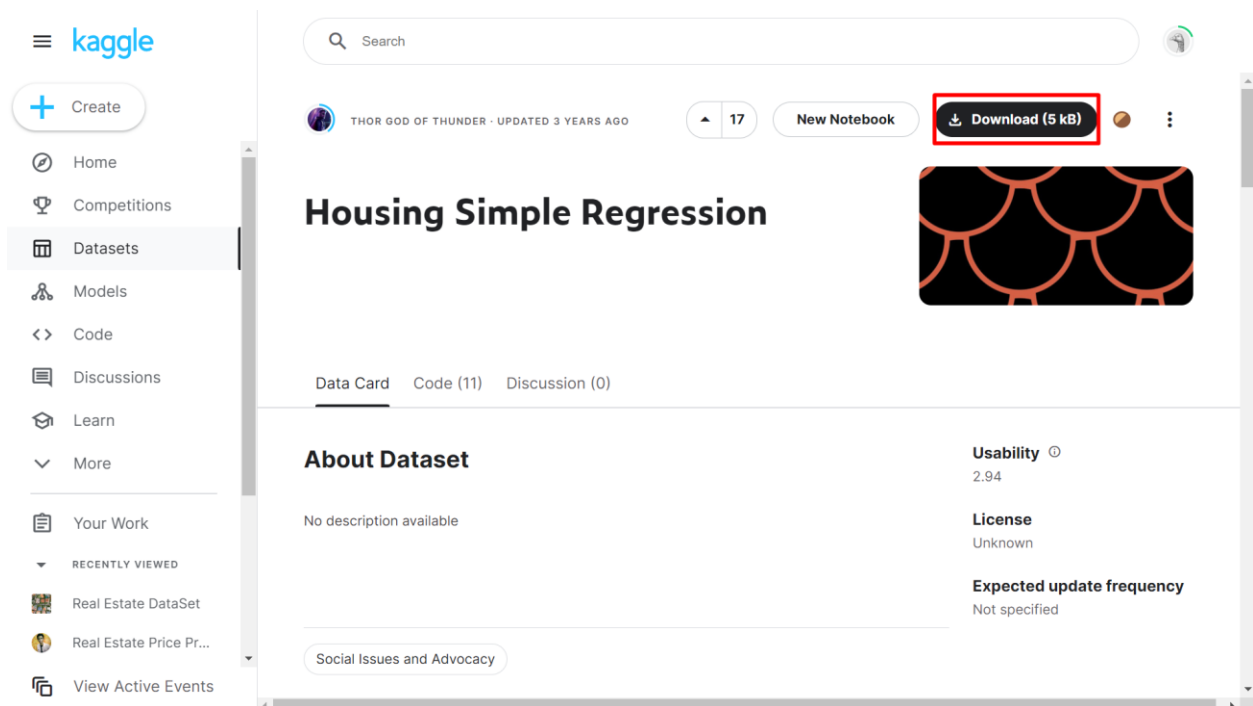 kaggle
Search
Create
THOR GOD OF THUNDER · UPDATED 3 YEARS AGO
17
New Notebook
Download (5 kB)
Home
Competitions
Datasets
Models
Code
Discussions
Learn
More
Your Work
RECENTLY VIEWED
Real Estate DataSet
Real Estate Price Pr...
View Active Events
Housing Simple Regression
Data Card Code (11) Discussion (0)
About Dataset
No description available
Social Issues and Advocacy
Usability
2.94
License
Unknown
Expected update frequency
Not specified